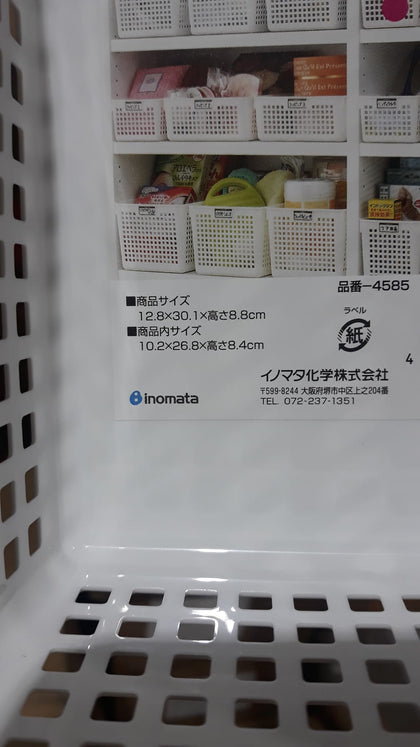 品番-4585
■商品サイズ
12.8×30.1×高さ8.8cm
■商品内サイズ
10.2×26.8×高さ8.4cm
ラベル
紙
4
イノマタ化学株式会社
〒599-8244 大阪府堺市中区上之204番
TEL. 072-237-1351
inomata